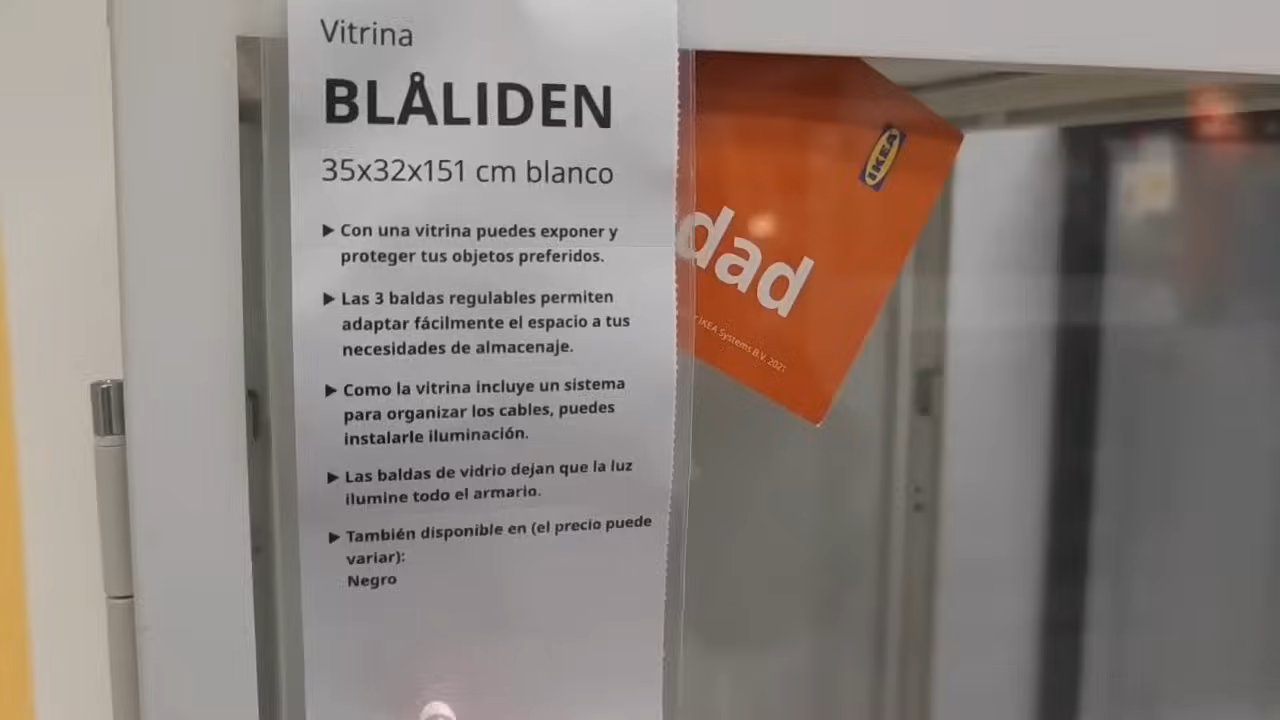 Vitrina
BLÅLIDEN
35x32x151 cm blanco
▶ Con una vitrina puedes exponer y
proteger tus objetos preferidos.
▶ Las 3 baldas regulables permiten
adaptar fácilmente el espacio a tus
necesidades de almacenaje.
▶ Como la vitrina incluye un sistema
para organizar los cables, puedes
instalarle iluminación.
▶ Las baldas de vidrio dejan que la luz
ilumine todo el armario.
▶ También disponible en (el precio puede
variar):
Negro
IKEA
dad
IKEA Systems B.V. 2021